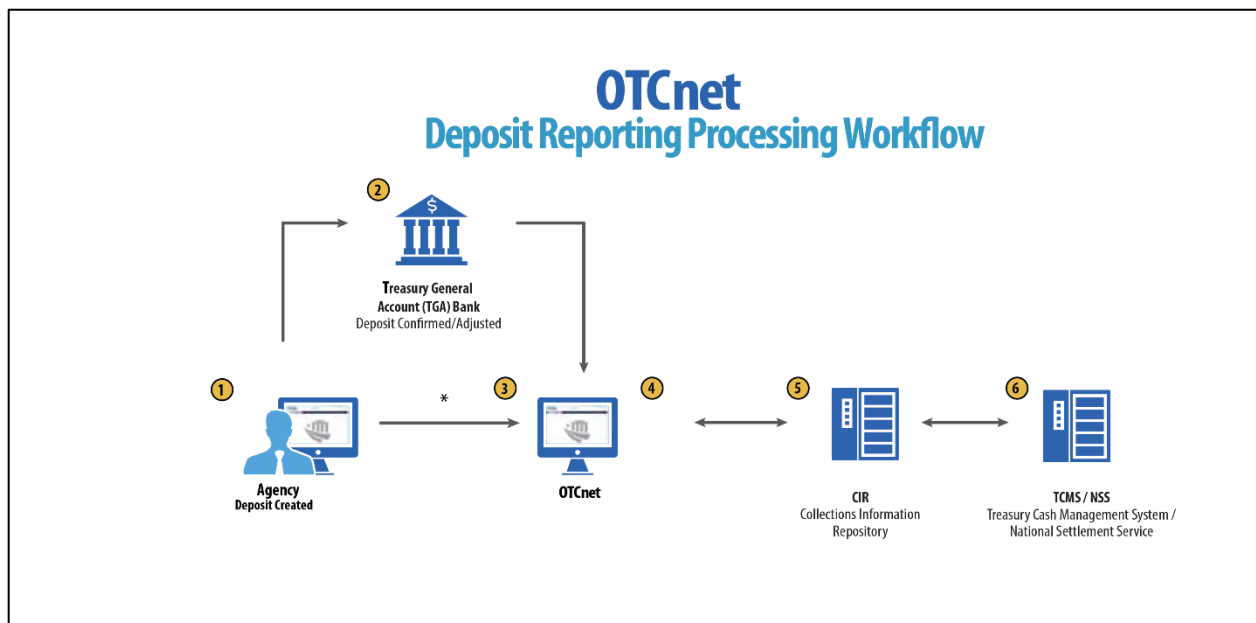 OTCnet
Deposit Reporting Processing Workflow
2
$
Treasury General
Account (TGA) Bank
Deposit Confirmed/Adjusted
1
*
3
4
5
6
Agency
Deposit Created
OTCnet
CIR
Collections Information
Repository
TCMS / NSS
Treasury Cash Management System /
National Settlement Service